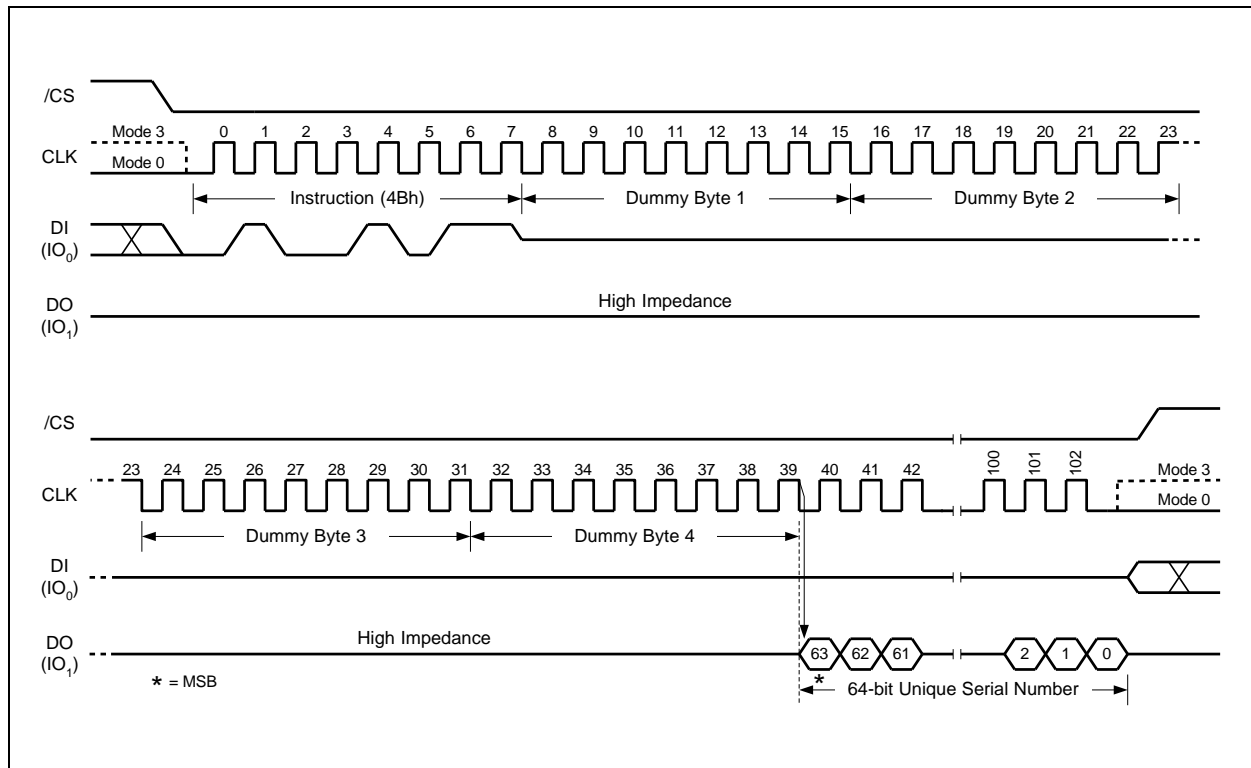 /CS
Mode 3
0 1 2 3 4 5 6 7 8 9 10 11 12 13 14 15 16 17 18 19 20 21 22 23
CLK
Mode 0
Instruction (4Bh)
Dummy Byte 1
Dummy Byte 2
DI
(IO0)
High Impedance
DO
(IO1)
/CS
23 24 25 26 27 28 29 30 31 32 33 34 35 36 37 38 39 40 41 42 100 101 102
Mode 3
CLK
Mode 0
Dummy Byte 3
Dummy Byte 4
DI
(IO0)
High Impedance
DO
(IO1)
63 62 61 2 1 0
* = MSB
*
64-bit Unique Serial Number